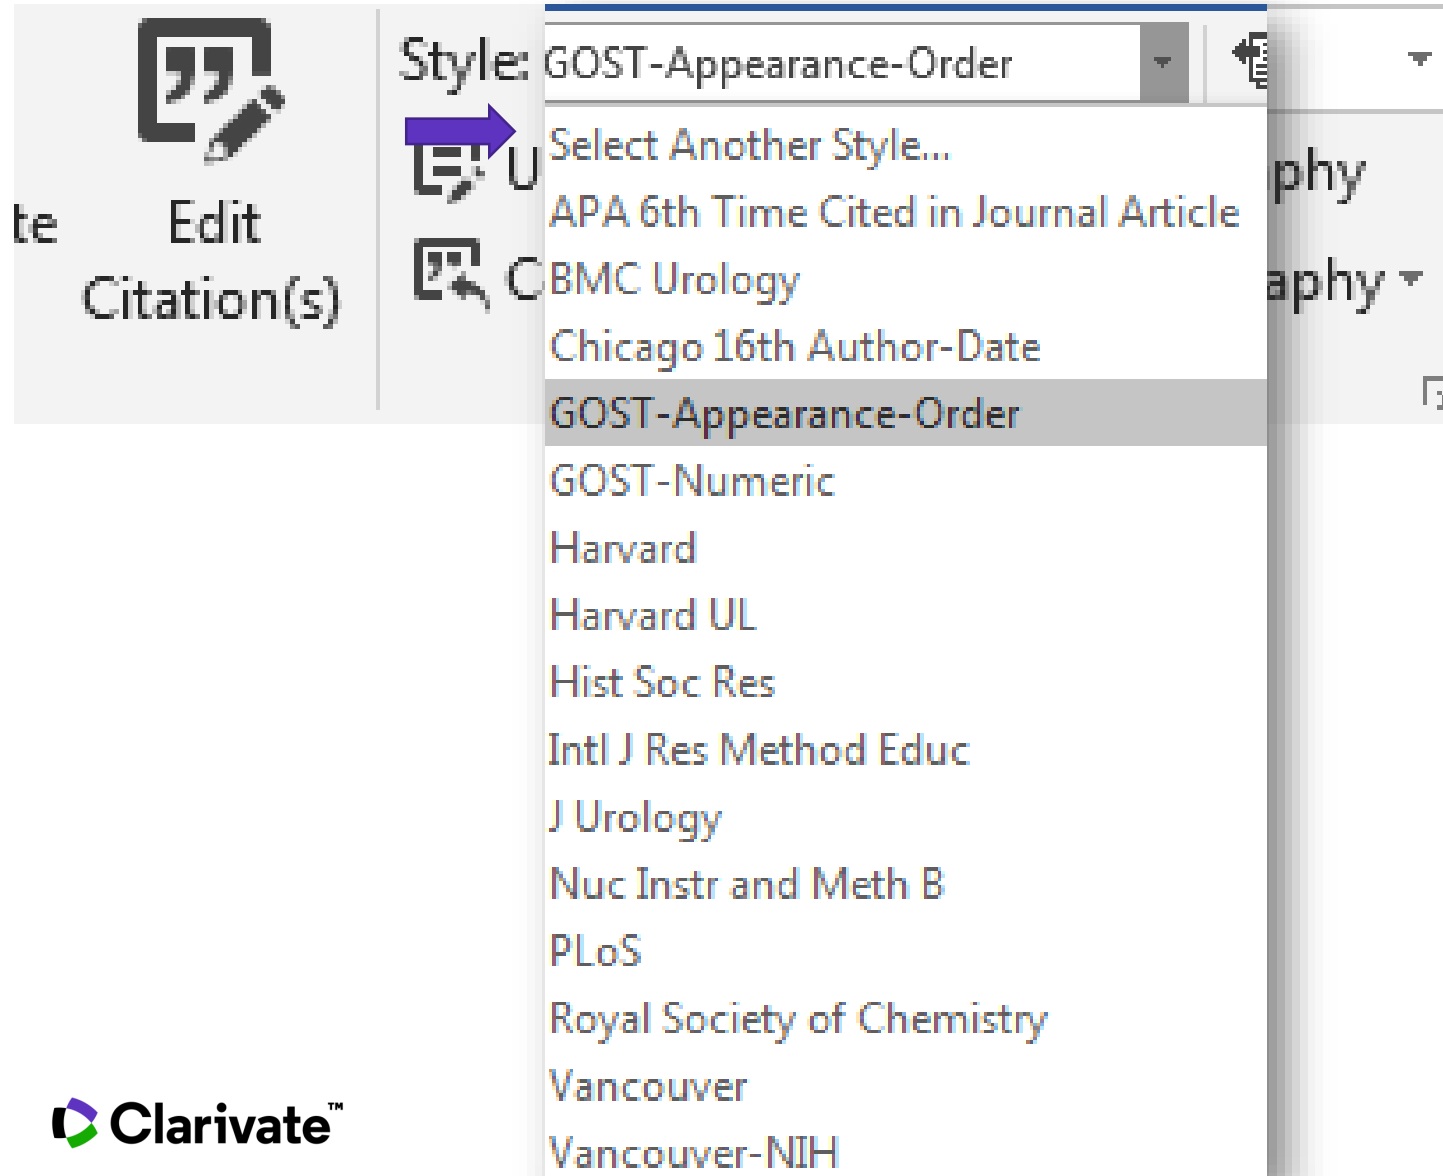 Style: GOST-Appearance-Order
Select Another Style...
U
phy
te
Edit
Citation(s)
APA 6th Time Cited in Journal Article
C
BMC Urology
aphy
Chicago 16th Author-Date
GOST-Appearance-Order
GOST-Numeric
Harvard
Harvard UL
Hist Soc Res
Intl J Res Method Educ
J Urology
Nuc Instr and Meth B
PLoS
Royal Society of Chemistry
Vancouver
Vancouver-NIH
Clarivate™